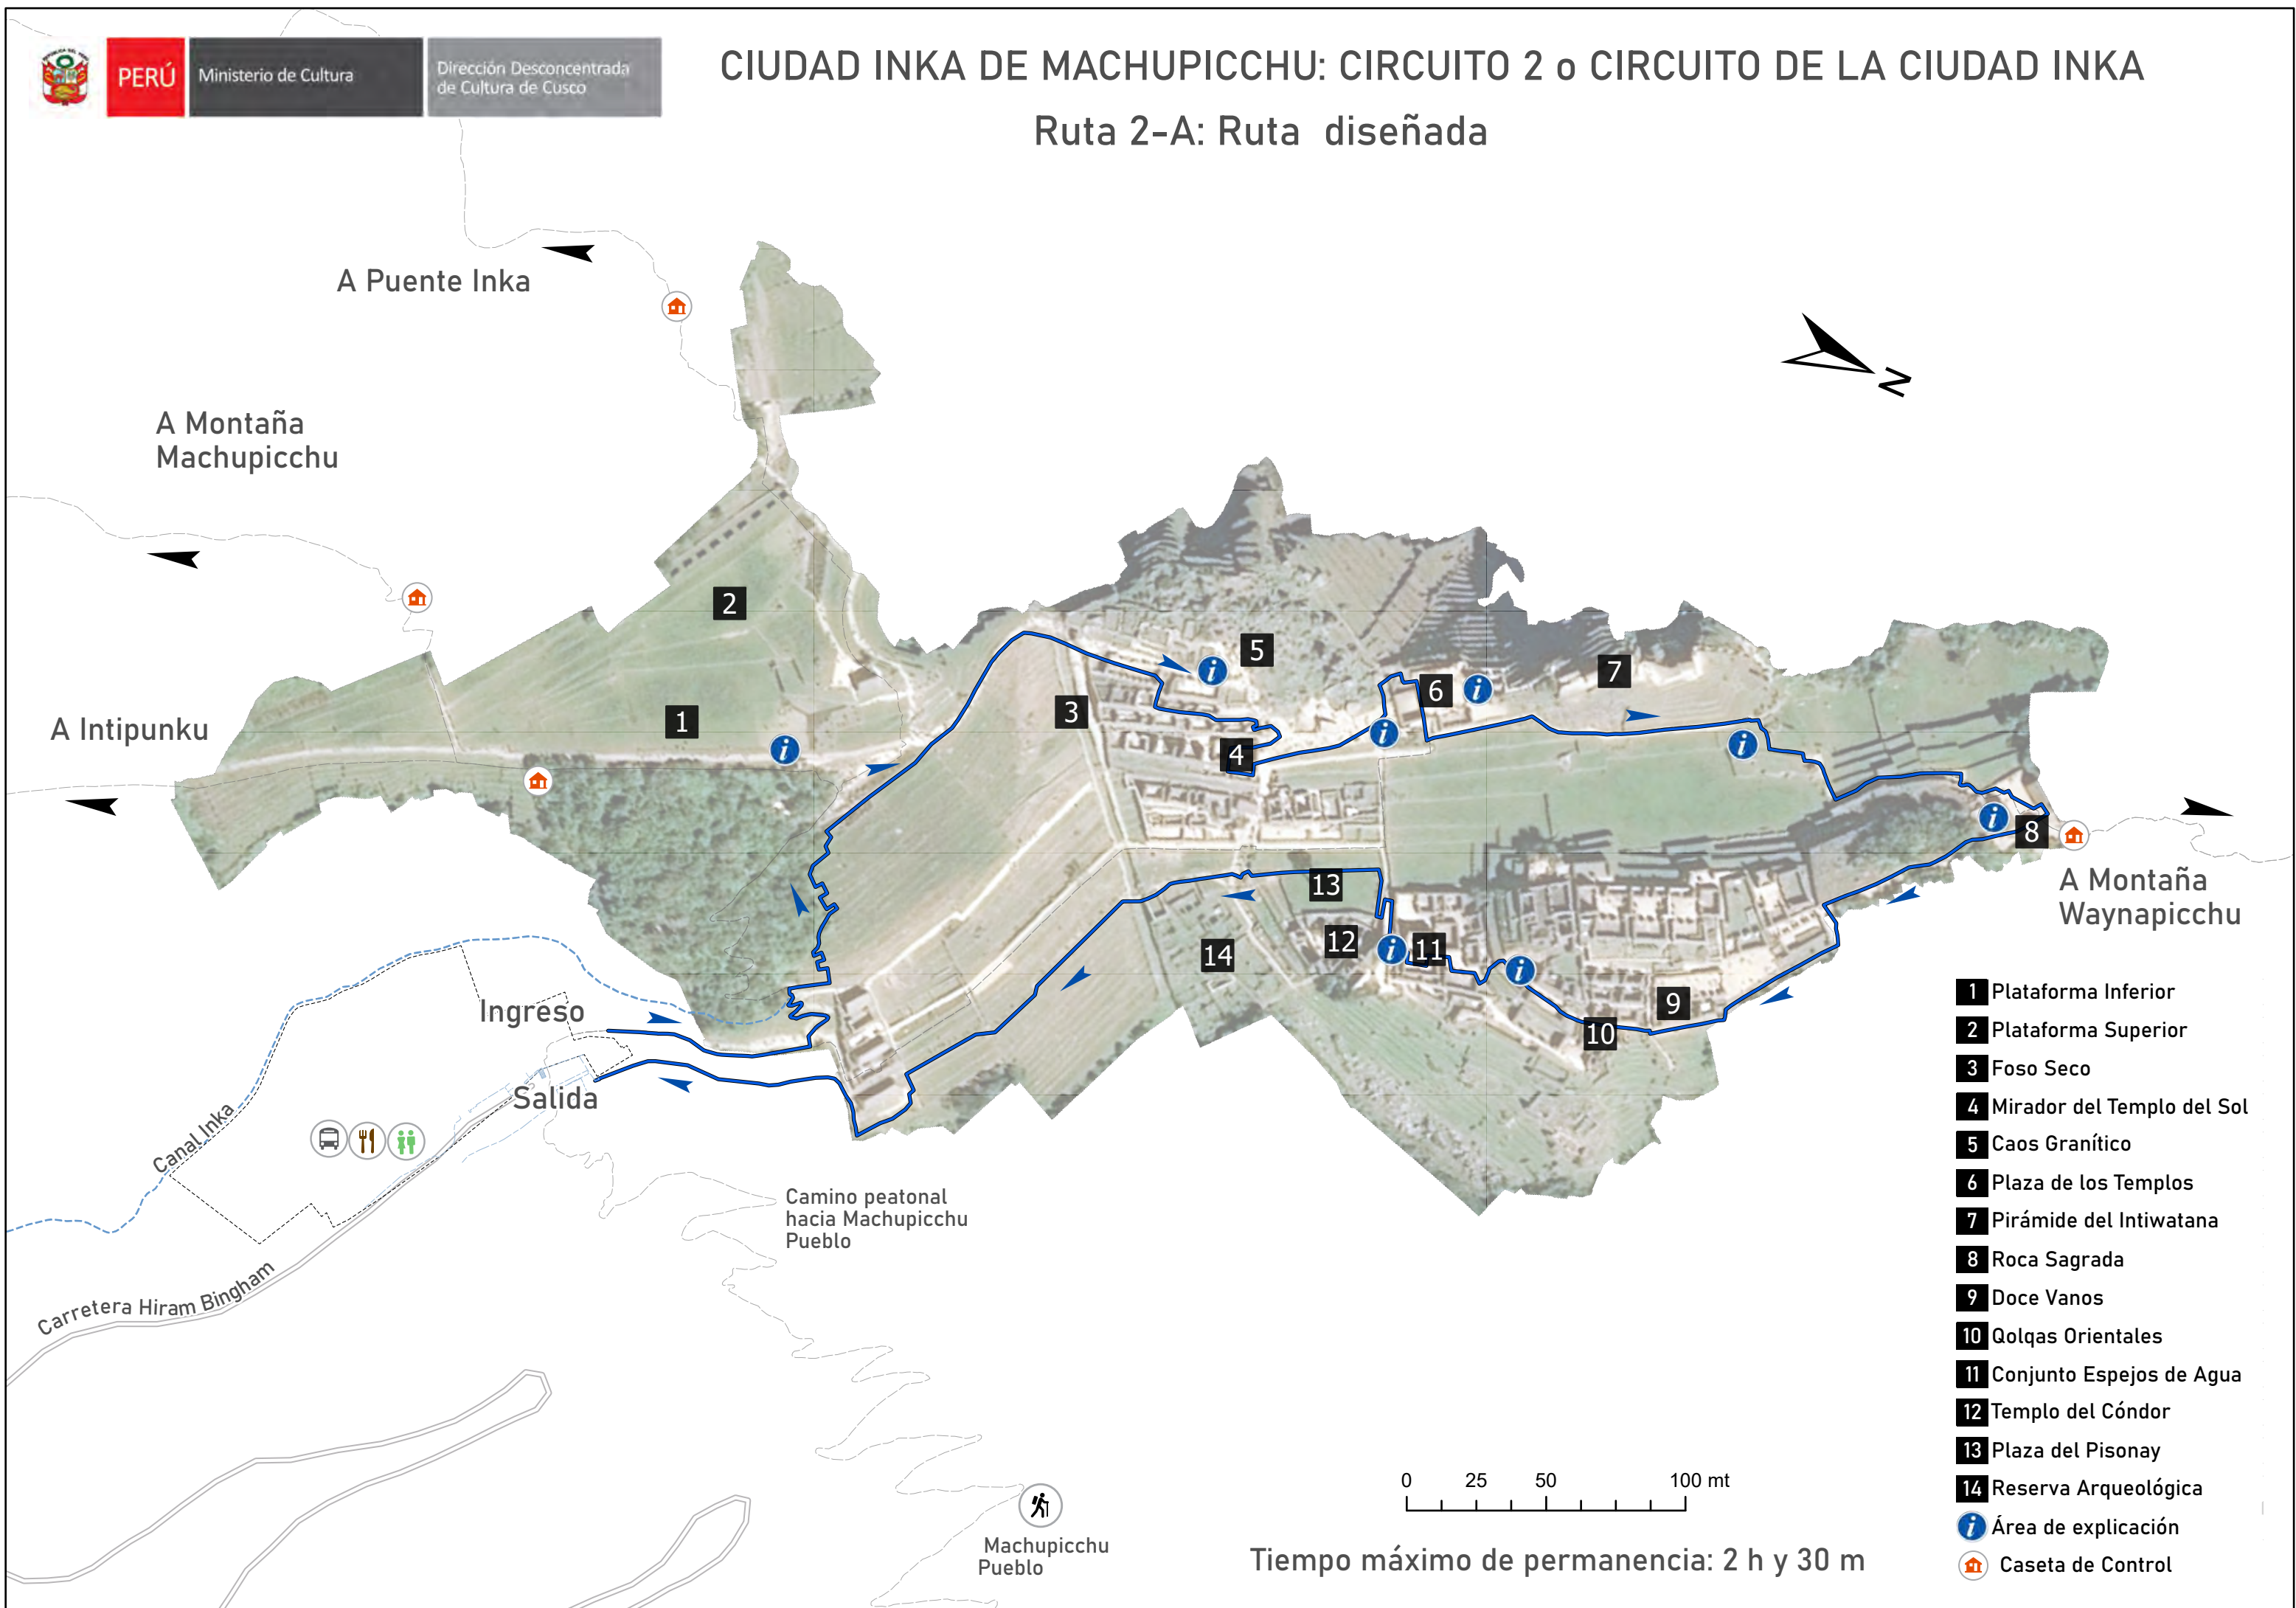 PERÚ
Ministerio de Cultura
Dirección Desconcentrada
de Cultura de Cusco
CIUDAD INKA DE MACHUPICCHU: CIRCUITO 2 o CIRCUITO DE LA CIUDAD INKA
Ruta 2-A: Ruta diseñada
A Puente Inka
N
A Montaña
Machupicchu
2
5
7
6
A Intipunku
1
3
4
8
A Montaña
Waynapicchu
13
12
11
14
9
10
Ingreso
Salida
Canal Inka
Carretera Hiram Bingham
Camino peatonal
hacia Machupicchu
Pueblo
Machupicchu
Pueblo
1 Plataforma Inferior
2 Plataforma Superior
3 Foso Seco
4 Mirador del Templo del Sol
5 Caos Granítico
6 Plaza de los Templos
7 Pirámide del Intiwatana
8 Roca Sagrada
9 Doce Vanos
10 Qolqas Orientales
11 Conjunto Espejos de Agua
12 Templo del Cóndor
13 Plaza del Pisonay
14 Reserva Arqueológica
i Área de explicación
Caseta de Control
0 25 50 100 mt
Tiempo máximo de permanencia: 2 h y 30 m